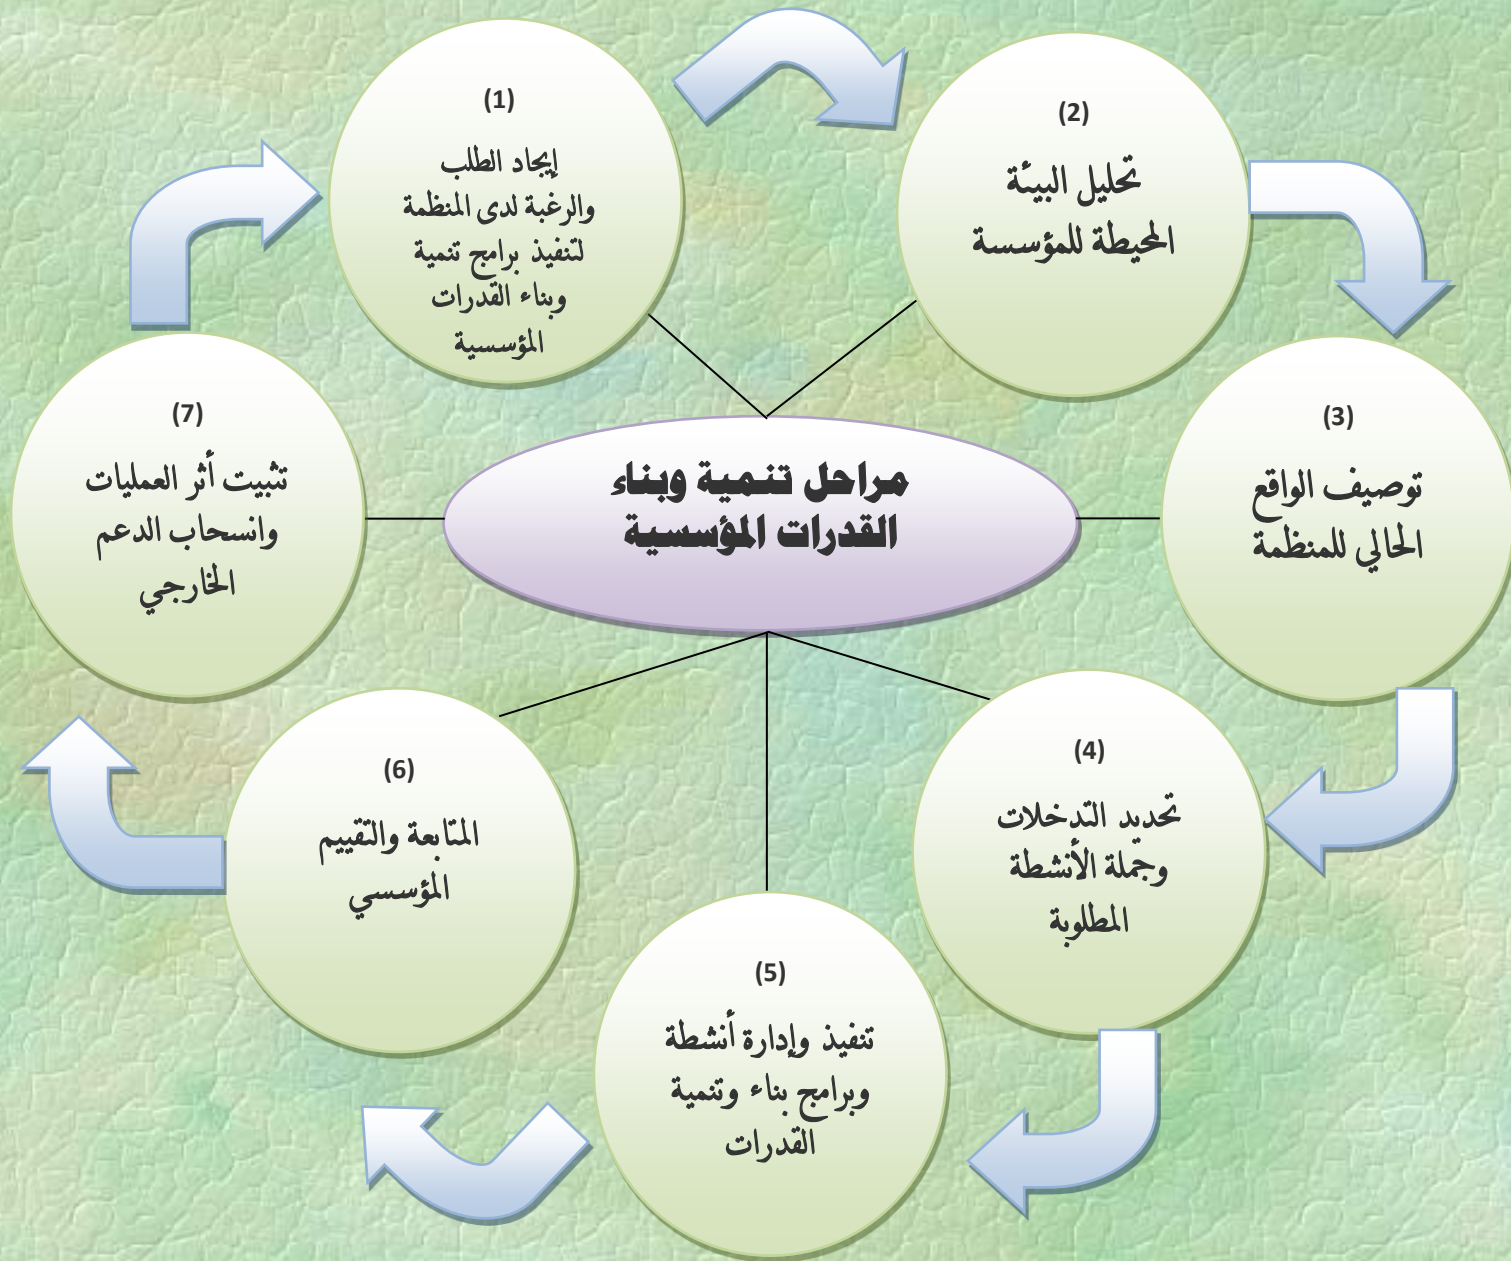 (1)
إيجاد الطلب
والرغبة لدى المنظمة
لتنفيذ برامج تنمية
وبناء القدرات
المؤسسية
(2)
تحليل البيئة
المحيطة للمؤسسة
(3)
توصيف الواقع
الحالي للمنظمة
(4)
تحديد التدخلات
وجملة الأنشطة
المطلوبة
(5)
تنفيذ وإدارة أنشطة
وبرامج بناء وتنمية
القدرات
(6)
المتابعة والتقييم
المؤسسي
(7)
تثبيت أثر العمليات
وانسحاب الدعم
الخارجي
مراحل تنمية وبناء
القدرات المؤسسية